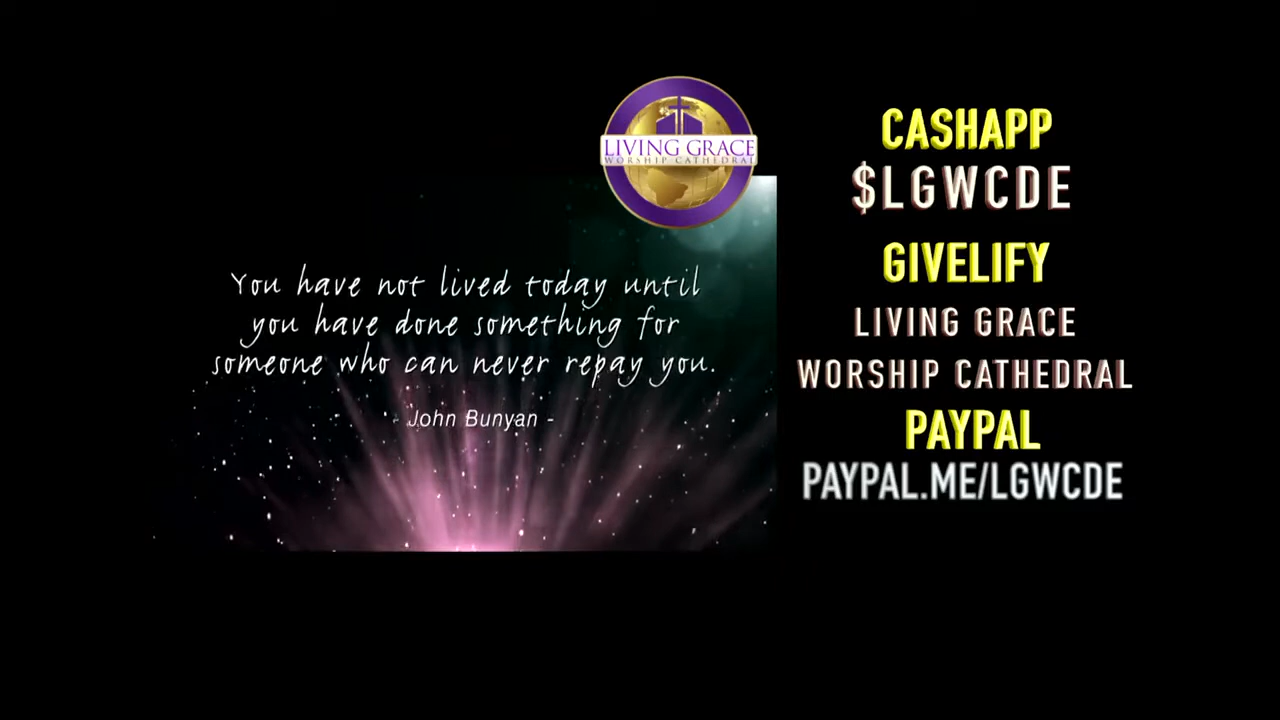 LIVING GRACE
WORSHIP CATHEDRAL
You have not lived today until
you have done something for
someone who can never repay you.
- John Bunyan -
CASHAPP
$LGWCDE
GIVELIFY
LIVING GRACE
WORSHIP CATHEDRAL
PAYPAL
PAYPAL.ME/LGWCDE